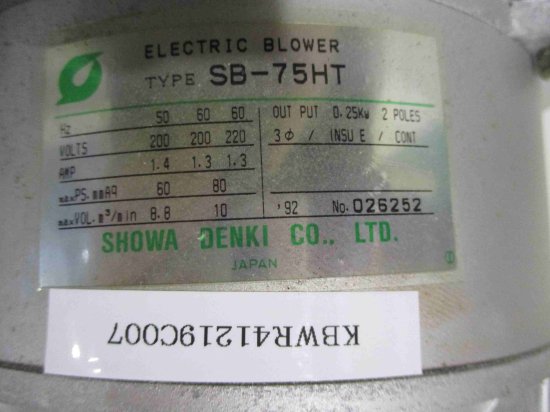 ELECTRIC BLOWER
TYPE SB-75HT
Hz 50 60 60
VOLTS 200 200 220
AMP 1.4 1.3 1.3
max.PS.mmAq 60 80
max.VOL.m³/min 8.8 10
OUT PUT 0.25KW 2 POLES
3Φ / INSU E / CONT
'92 No. 026252
SHOWA DENKI CO., LTD.
JAPAN
KBWR41219C007